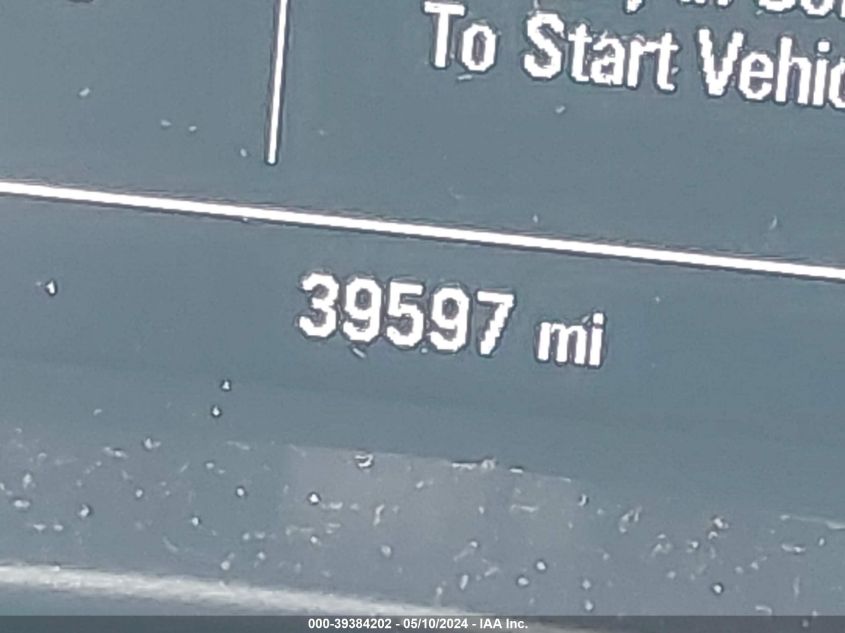 To Start Vehic
39597 mi
000-39384202 - 05/10/2024 - IAA Inc.